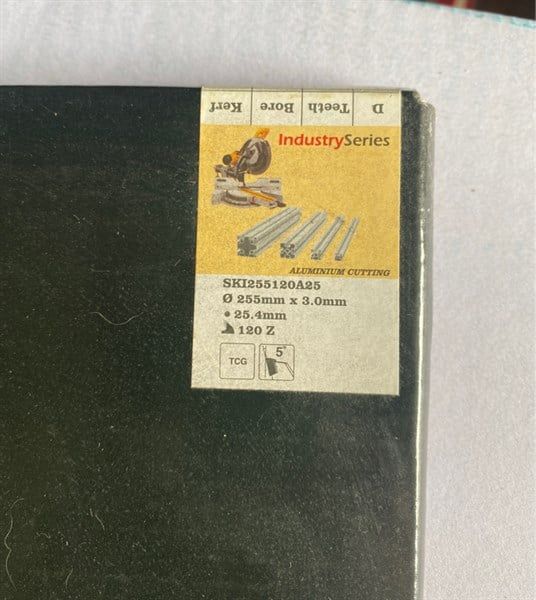 Kerf Bore Teeth D
IndustrySeries
ALUMINIUM CUTTING
SKI255120A25
Ø 255mm x 3.0mm
• 25.4mm
120 Z
TCG 5°